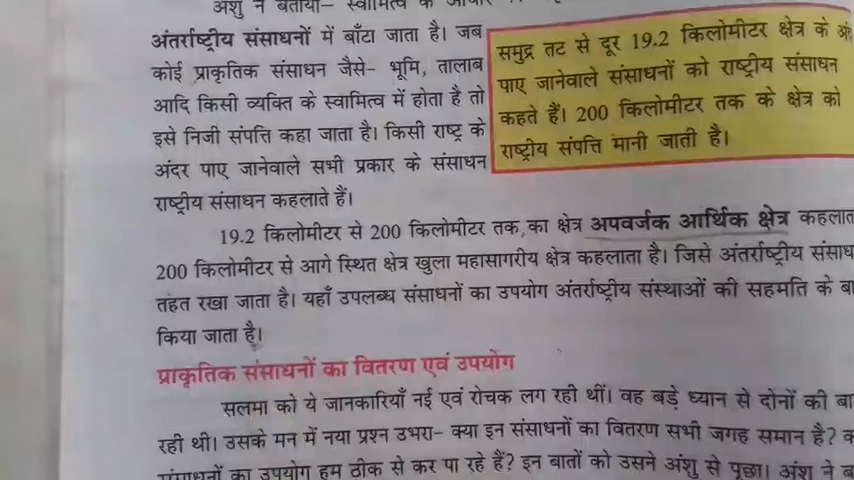 अंशु ने बताया– स्वामित्व के आधार
अंतर्राष्ट्रीय संसाधनों में बाँटा जाता है। जब
कोई प्राकृतिक संसाधन जैसे– भूमि, तालाब
आदि किसी व्यक्ति के स्वामित्व में होता है तो
इसे निजी संपत्ति कहा जाता है। किसी राष्ट्र के
अंदर पाए जानेवाले सभी प्रकार के संसाधन
राष्ट्रीय संसाधन कहलाते हैं।
समुद्र तट से दूर 19.2 किलोमीटर क्षेत्र के अं
पाए जानेवाले संसाधनों को राष्ट्रीय संसाधन
कहते हैं। 200 किलोमीटर तक के क्षेत्र को
राष्ट्रीय संपत्ति मानी जाती है।
19.2 किलोमीटर से 200 किलोमीटर तक का क्षेत्र अपवर्जक आर्थिक क्षेत्र कहलात
200 किलोमीटर से आगे स्थित क्षेत्र खुला महासागरीय क्षेत्र कहलाता है। जिसे अंतर्राष्ट्रीय संसाध
तहत रखा जाता है। यहाँ उपलब्ध संसाधनों का उपयोग अंतर्राष्ट्रीय संस्थाओं की सहमति के बा
किया जाता है।
प्राकृतिक संसाधनों का वितरण एवं उपयोग
सलमा को ये जानकारियाँ नई एवं रोचक लग रही थीं। वह बड़े ध्यान से दोनों की बा
रही थी। उसके मन में नया प्रश्न उभरा– क्या इन संसाधनों का वितरण सभी जगह समान है?
संसाधनों का उपयोग हम ठीक से कर पा रहे हैं? इन बातों को उसने अंशु से पूछा। अंशु ने ब